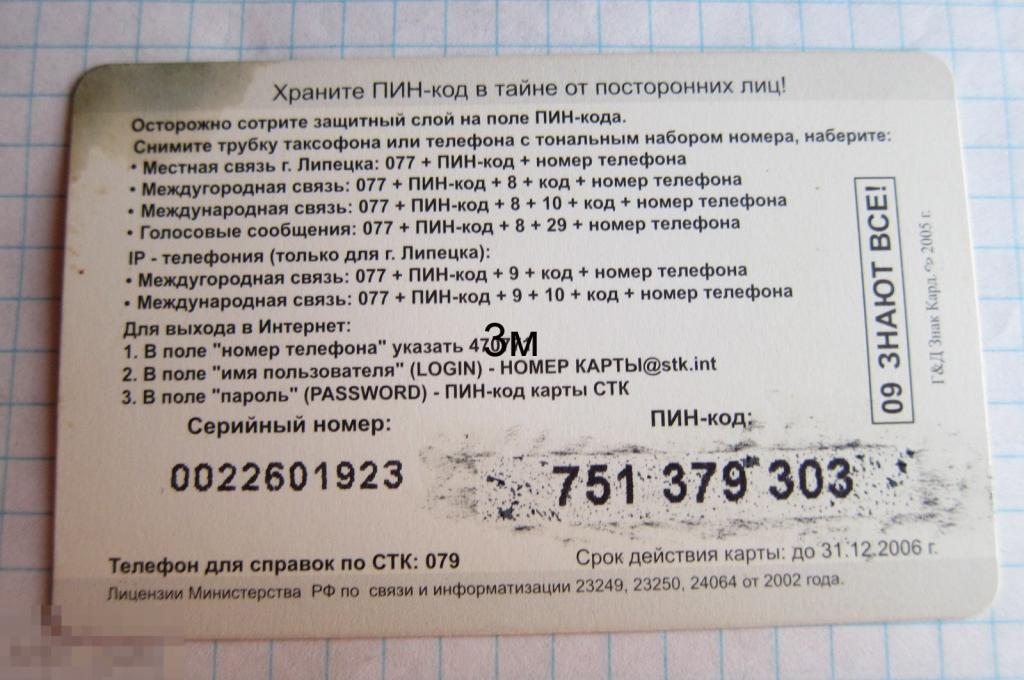 Храните ПИН-код в тайне от посторонних лиц!
Осторожно сотрите защитный слой на поле ПИН-кода.
Снимите трубку таксофона или телефона с тональным набором номера, наберите:
• Местная связь г. Липецка: 077 + ПИН-код + номер телефона
• Междугородная связь: 077 + ПИН-код + 8 + код + номер телефона
• Международная связь: 077 + ПИН-код + 8 + 10 + код + номер телефона
• Голосовые сообщения: 077 + ПИН-код + 8 + 29 + номер телефона
IP - телефония (только для г. Липецка):
• Междугородная связь: 077 + ПИН-код + 9 + код + номер телефона
• Международная связь: 077 + ПИН-код + 9 + 10 + код + номер телефона
Для выхода в Интернет:
1. В поле "номер телефона" указать
3м
2. В поле "имя пользователя" (LOGIN) - НОМЕР КАРТЫ@stk.int
3. В поле "пароль" (PASSWORD) - ПИН-код карты СТК
Серийный номер:
ПИН-код:
0022601923
751 379 303
Телефон для справок по СТК: 079
Срок действия карты: до 31.12.2006 г.
Лицензии Министерства РФ по связи и информатизации 23249, 23250, 24064 от 2002 года.
09 ЗНАЮТ ВСЕ!
Г&Д Знак Кард. 2005 г.